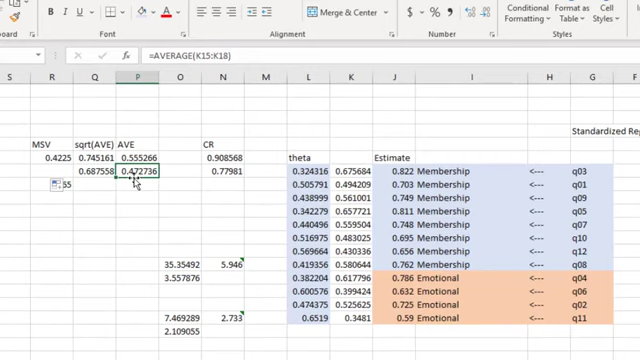 Merge & Center
$ % 9
Conditional Format as Cell
Formatting Table Styles
Font Alignment Number Styles
=AVERAGE(K15:K18)
S R Q P O N M L K J I H G
Standardized Reg
MSV sqrt(AVE) AVE CR theta Estimate
0.4225 0.745161 0.555266 0.908568 0.324316 0.675684 0.822 Membership <--- q03
0.687558 0.472736 0.77981 0.505791 0.494209 0.703 Membership <--- q01
65 0.438999 0.561001 0.749 Membership <--- q09
0.342279 0.657721 0.811 Membership <--- q05
0.440496 0.559504 0.748 Membership <--- q07
0.516975 0.483025 0.695 Membership <--- q10
0.569664 0.430336 0.656 Membership <--- q12
35.35492 5.946 0.419356 0.580644 0.762 Membership <--- q08
3.557876 0.382204 0.617796 0.786 Emotional <--- q04
0.600576 0.399424 0.632 Emotional <--- q06
0.474375 0.525625 0.725 Emotional <--- q02
7.469289 2.733 0.6519 0.3481 0.59 Emotional <--- q11
2.109055